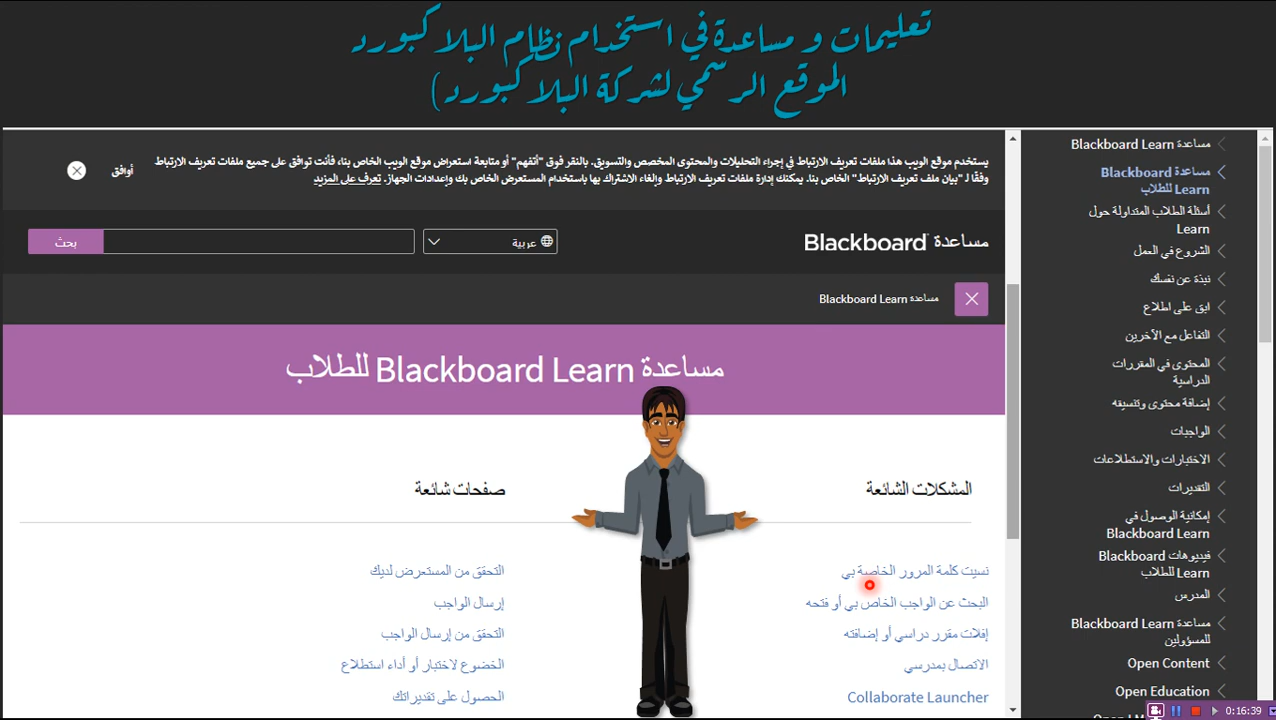 تعليمات و مساعدة في استخدام نظام البلاكبورد
الموقع الرسمي لشركة البلاكبورد)
يستخدم موقع الويب هذا ملفات تعريف الارتباط في إجراء التحليلات والمحتوى المخصص والتسويق. بالنقر فوق "أتفهم" أو متابعة استعراض موقع الويب الخاص بناء، فأنت توافق على جميع ملفات تعريف الارتباط
وفقًا لـ "بيان ملف تعريف الارتباط" الخاص بنا. يمكنك إدارة ملفات تعريف الارتباط وإلغاء الاشتراك بها باستخدام المستعرض الخاص بك وإعدادات الجهاز. تعرف على المزيد
أوافق
مساعدة Blackboard
عربية
بحث
مساعدة Blackboard Learn
مساعدة Blackboard Learn للطلاب
المشكلات الشائعة
نسيت كلمة المرور الخاصة بي
البحث عن الواجب الخاص بي أو فتحه
إفلات مقرر دراسي أو إضافته
الاتصال بمدرسي
Collaborate Launcher
صفحات شائعة
التحقق من المستعرض لديك
إرسال الواجب
التحقق من إرسال الواجب
الخضوع لاختبار أو أداء استطلاع
الحصول على تقديراتك
مساعدة Blackboard Learn
مساعدة Blackboard
Learn للطلاب
أسئلة الطلاب المتداولة حول
Learn
الشروع في العمل
نبذة عن نفسك
ابق على اطلاع
التفاعل مع الآخرين
المحتوى في المقررات
الدراسية
إضافة محتوى وتنسيقه
الواجبات
الاختبارات والاستطلاعات
التقديرات
إمكانية الوصول في
Blackboard Learn
فيديوهات Blackboard
Learn للطلاب
المدرس
مساعدة Blackboard Learn
للمسؤولين
Open Content
Open Education
0:16:39